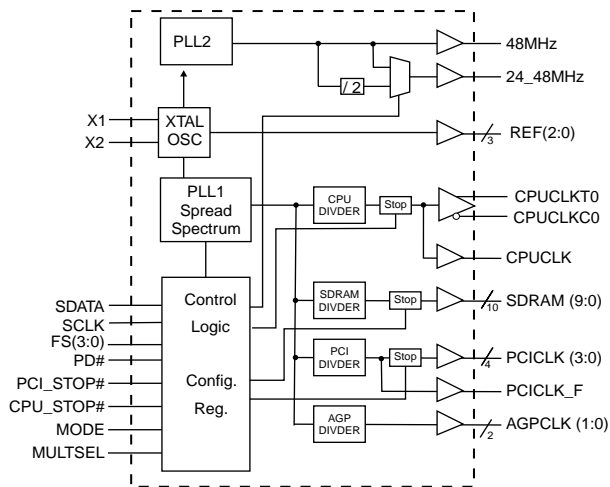 PLL2
48MHz
/ 2
24_48MHz
X1
X2
XTAL
OSC
3
REF(2:0)
PLL1
Spread
Spectrum
CPU
DIVDER
Stop
CPUCLKT0
CPUCLKC0
CPUCLK
SDATA
SCLK
FS(3:0)
PD#
PCI_STOP#
CPU_STOP#
MODE
MULTSEL
Control
Logic
Config.
Reg.
SDRAM
DIVDER
Stop
10
SDRAM (9:0)
PCI
DIVDER
Stop
4
PCICLK (3:0)
PCICLK_F
AGP
DIVDER
2
AGPCLK (1:0)